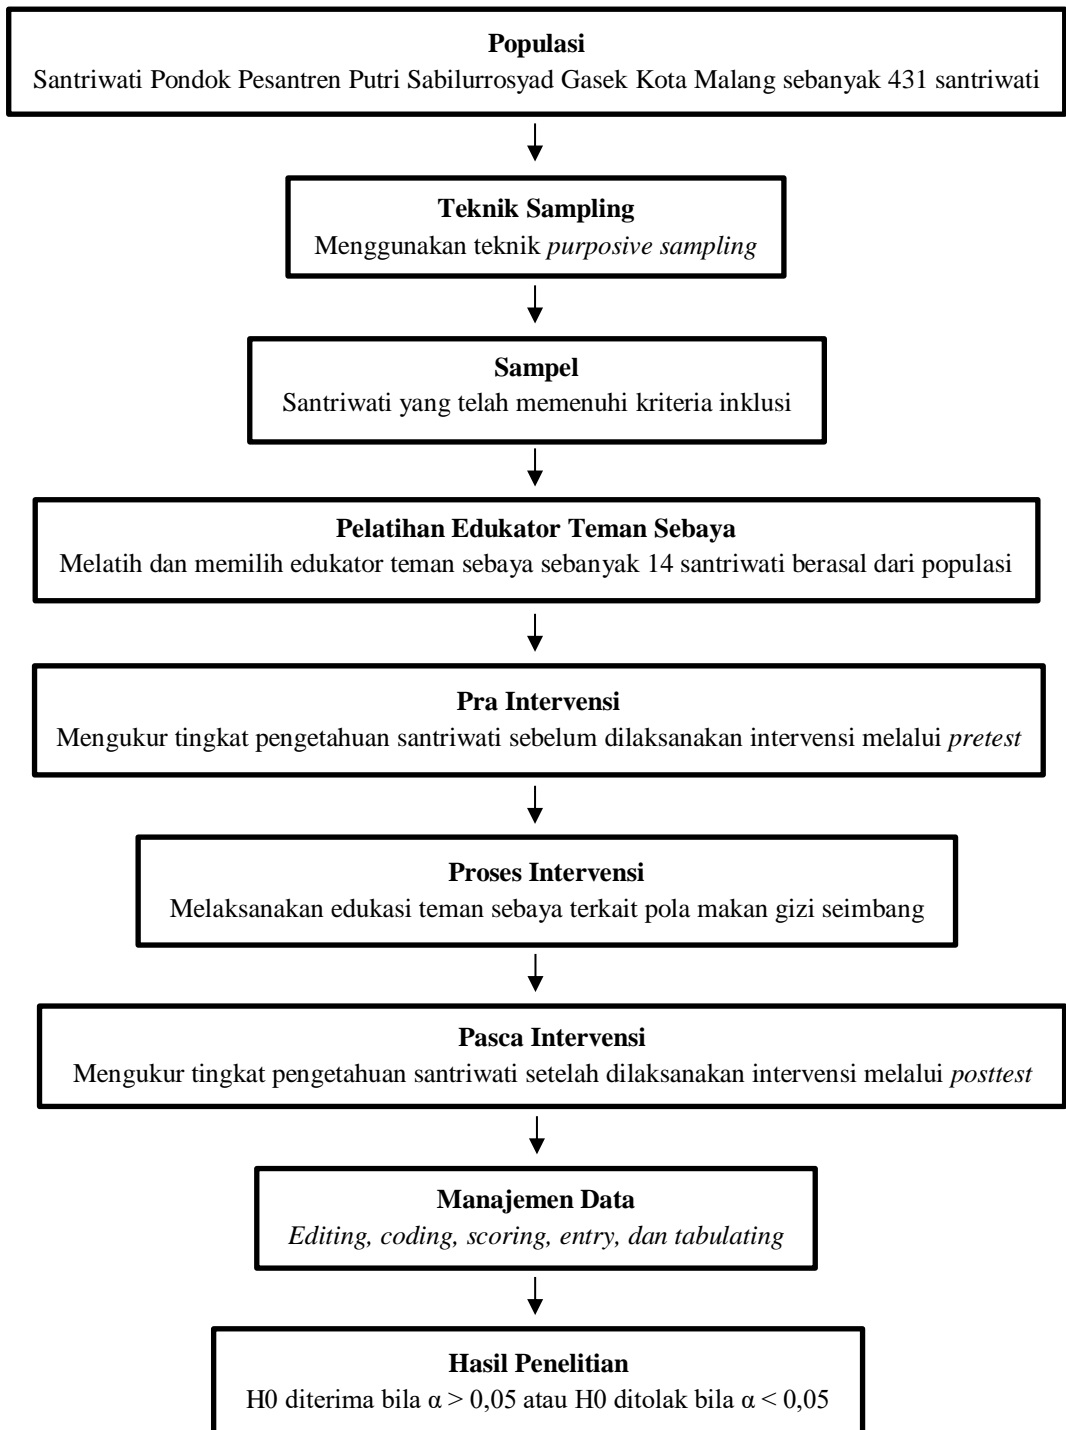 Populasi
Santriwati Pondok Pesantren Putri Sabilurrosyad Gasek Kota Malang sebanyak 431 santriwati
Teknik Sampling
Menggunakan teknik purposive sampling
Sampel
Santriwati yang telah memenuhi kriteria inklusi
Pelatihan Edukator Teman Sebaya
Melatih dan memilih edukator teman sebaya sebanyak 14 santriwati berasal dari populasi
Pra Intervensi
Mengukur tingkat pengetahuan santriwati sebelum dilaksanakan intervensi melalui pretest
Proses Intervensi
Melaksanakan edukasi teman sebaya terkait pola makan gizi seimbang
Pasca Intervensi
Mengukur tingkat pengetahuan santriwati setelah dilaksanakan intervensi melalui posttest
Manajemen Data
Editing, coding, scoring, entry, dan tabulating
Hasil Penelitian
H0 diterima bila α > 0,05 atau H0 ditolak bila α < 0,05